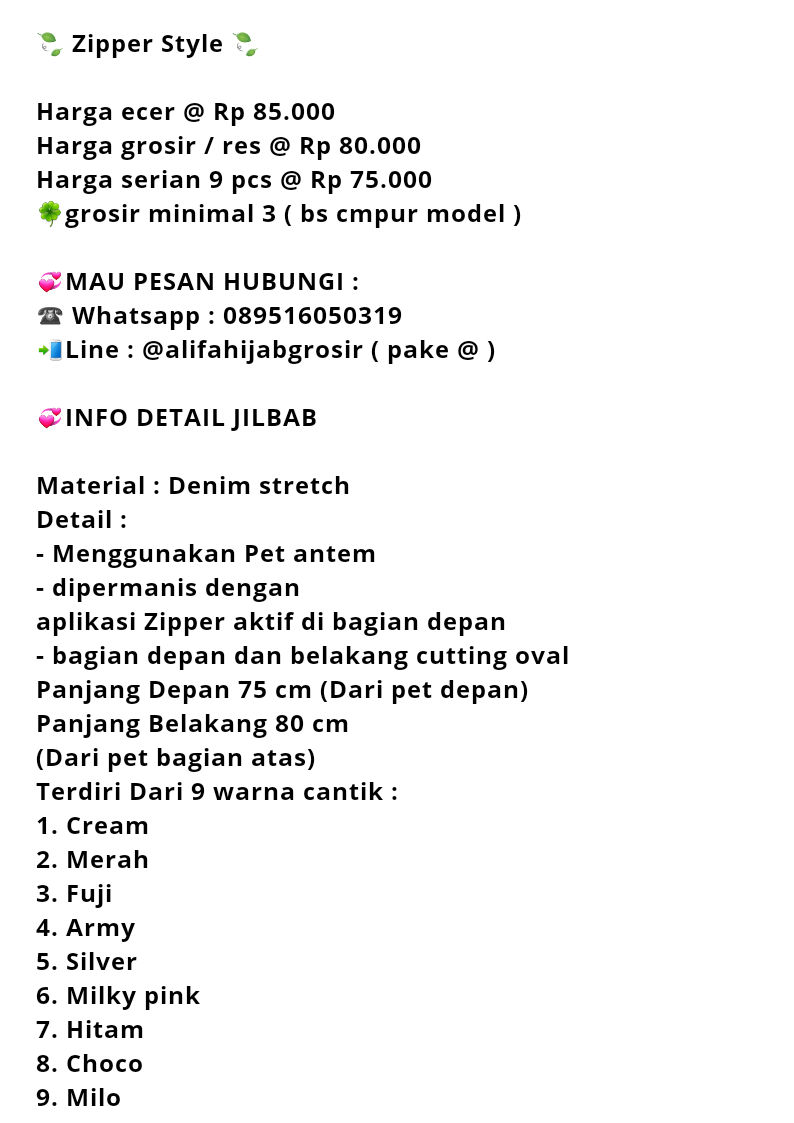 🍃 Zipper Style 🍃
Harga ecer @ Rp 85.000
Harga grosir / res @ Rp 80.000
Harga serian 9 pcs @ Rp 75.000
🍀grosir minimal 3 ( bs cmpur model )
💞MAU PESAN HUBUNGI :
☎ Whatsapp : 089516050319
📲Line : @alifahijabgrosir ( pake @ )
💞INFO DETAIL JILBAB
Material : Denim stretch
Detail :
- Menggunakan Pet antem
- dipermanis dengan
aplikasi Zipper aktif di bagian depan
- bagian depan dan belakang cutting oval
Panjang Depan 75 cm (Dari pet depan)
Panjang Belakang 80 cm
(Dari pet bagian atas)
Terdiri Dari 9 warna cantik :
1. Cream
2. Merah
3. Fuji
4. Army
5. Silver
6. Milky pink
7. Hitam
8. Choco
9. Milo